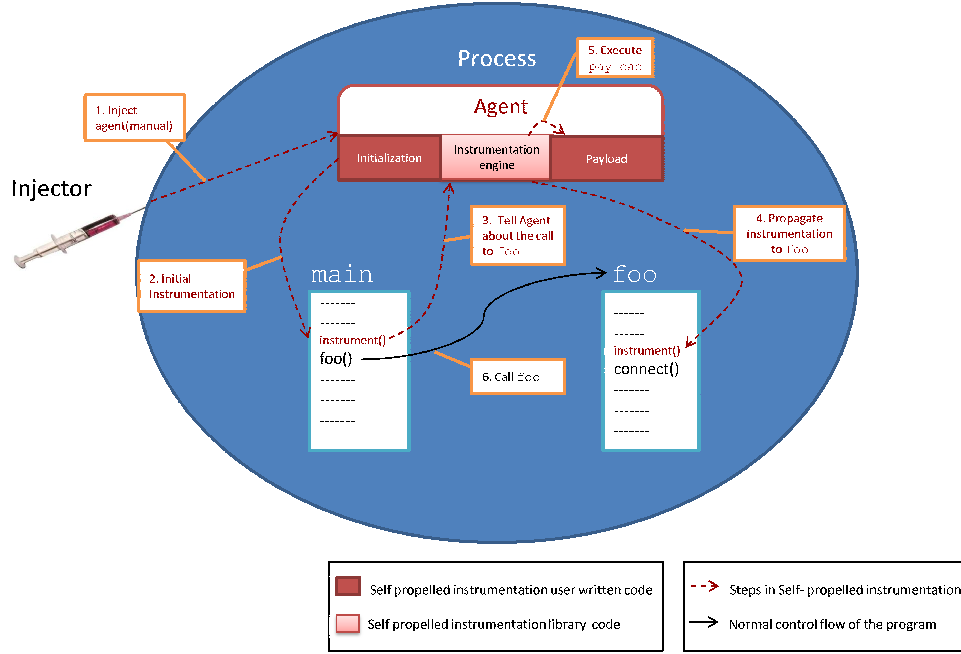 Process
5. Execute
payload
1. Inject
agent(manual)
Agent
Initialization
Instrumentation
engine
Payload
Injector
3. Tell Agent
about the call
to foo
4. Propagate
instrumentation
to foo
2. Initial
Instrumentation
main
foo
-------
-------
instrument()
foo()
-------
-------
-------
------
------
instrument()
connect()
-------
-------
-------
6. Call foo
Self propelled instrumentation user written code
Self propelled instrumentation library code
Steps in Self- propelled instrumentation
Normal control flow of the program